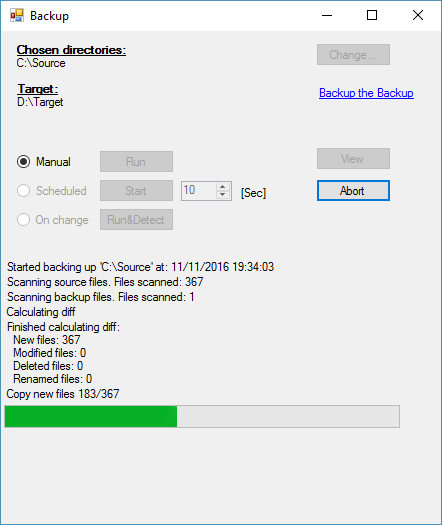 Backup
Chosen directories:
C:\Source
Change...
Target:
D:\Target
Backup the Backup
Manual
Run
View
Scheduled
Start
10
[Sec]
Abort
On change
Run&Detect
Started backing up 'C:\Source' at: 11/11/2016 19:34:03
Scanning source files. Files scanned: 367
Scanning backup files. Files scanned: 1
Calculating diff
Finished calculating diff:
New files: 367
Modified files: 0
Deleted files: 0
Renamed files: 0
Copy new files 183/367